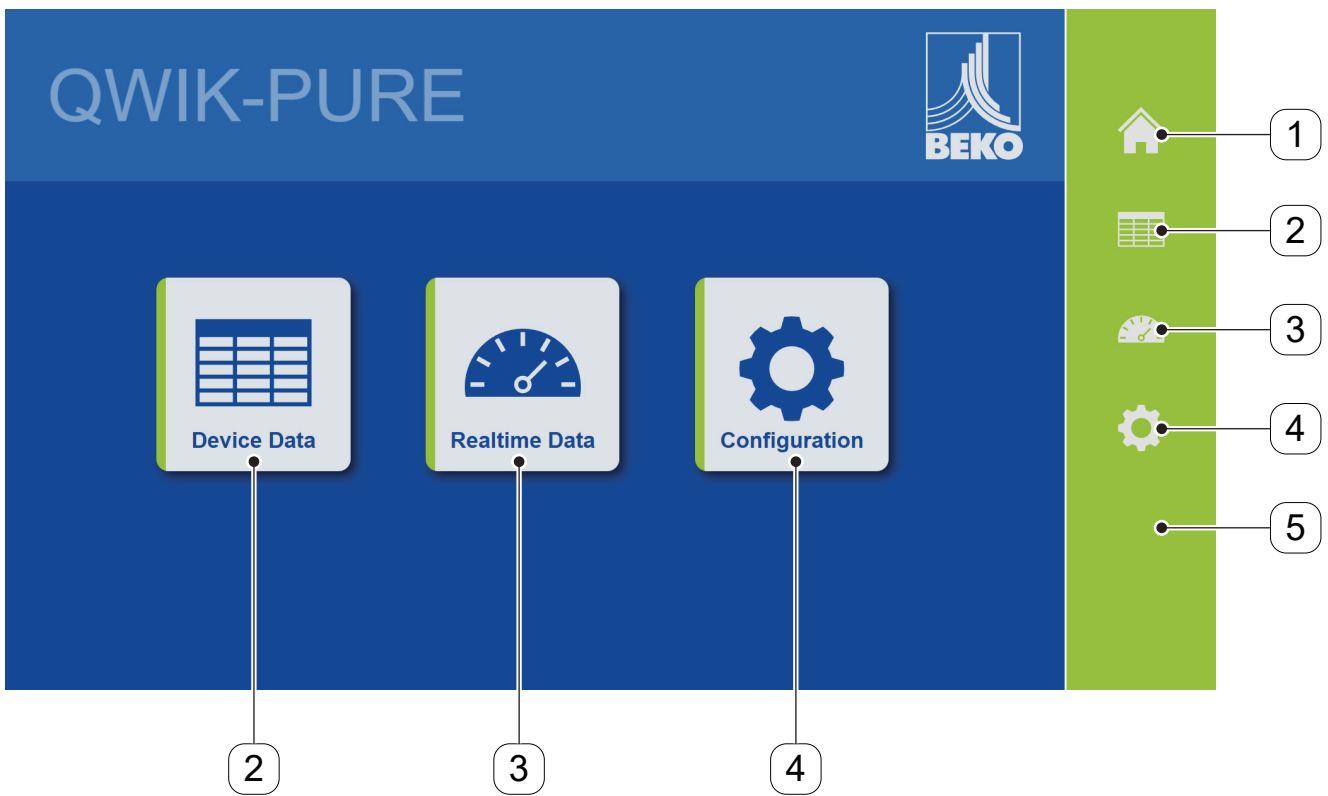 QWIK-PURE
BEKO
1
2
3
Device Data
Realtime Data
Configuration
4
5
2
3
4